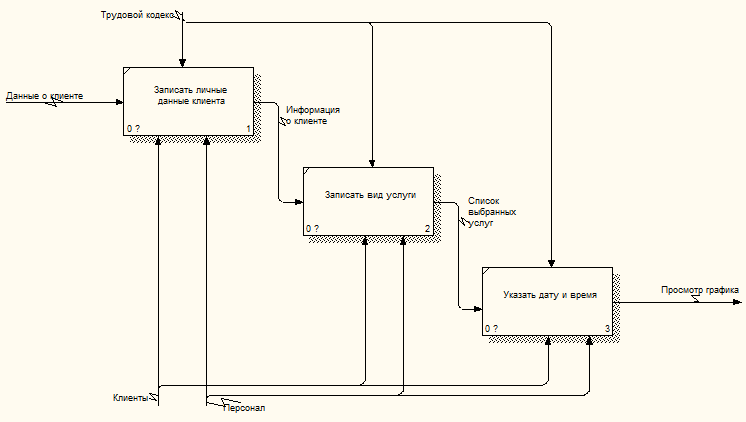 Трудовой кодекс
Данные о клиенте
Записать личные
данные клиента
0 ?
1
Информация
о клиенте
Записать вид услуги
0 ?
2
Список
выбранных
услуг
Указать дату и время
0 ?
3
Просмотр графика
Клиенты
Персонал